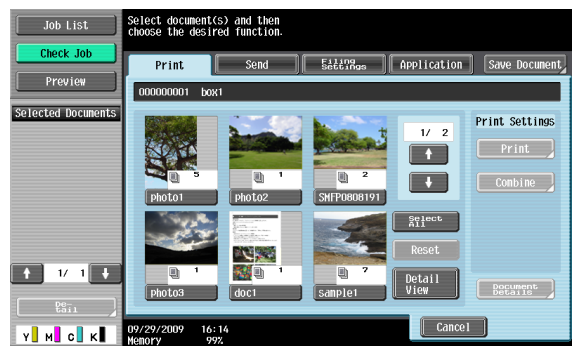 Job List
Check Job
Preview
Selected Documents
1/ 1
De-
tail
Y M C K
Select document(s) and then
choose the desired function.
Print
Send
Filing
Settings
Application
Save Document
000000001 box1
5
photo1
1
photo2
2
SMFP0808191
photo3
1
doc1
1
sample1
7
1/ 2
Select
All
Reset
Detail
View
Print Settings
Print
Combine
Document
Details
09/29/2009 16:14
Memory 99%
Cancel